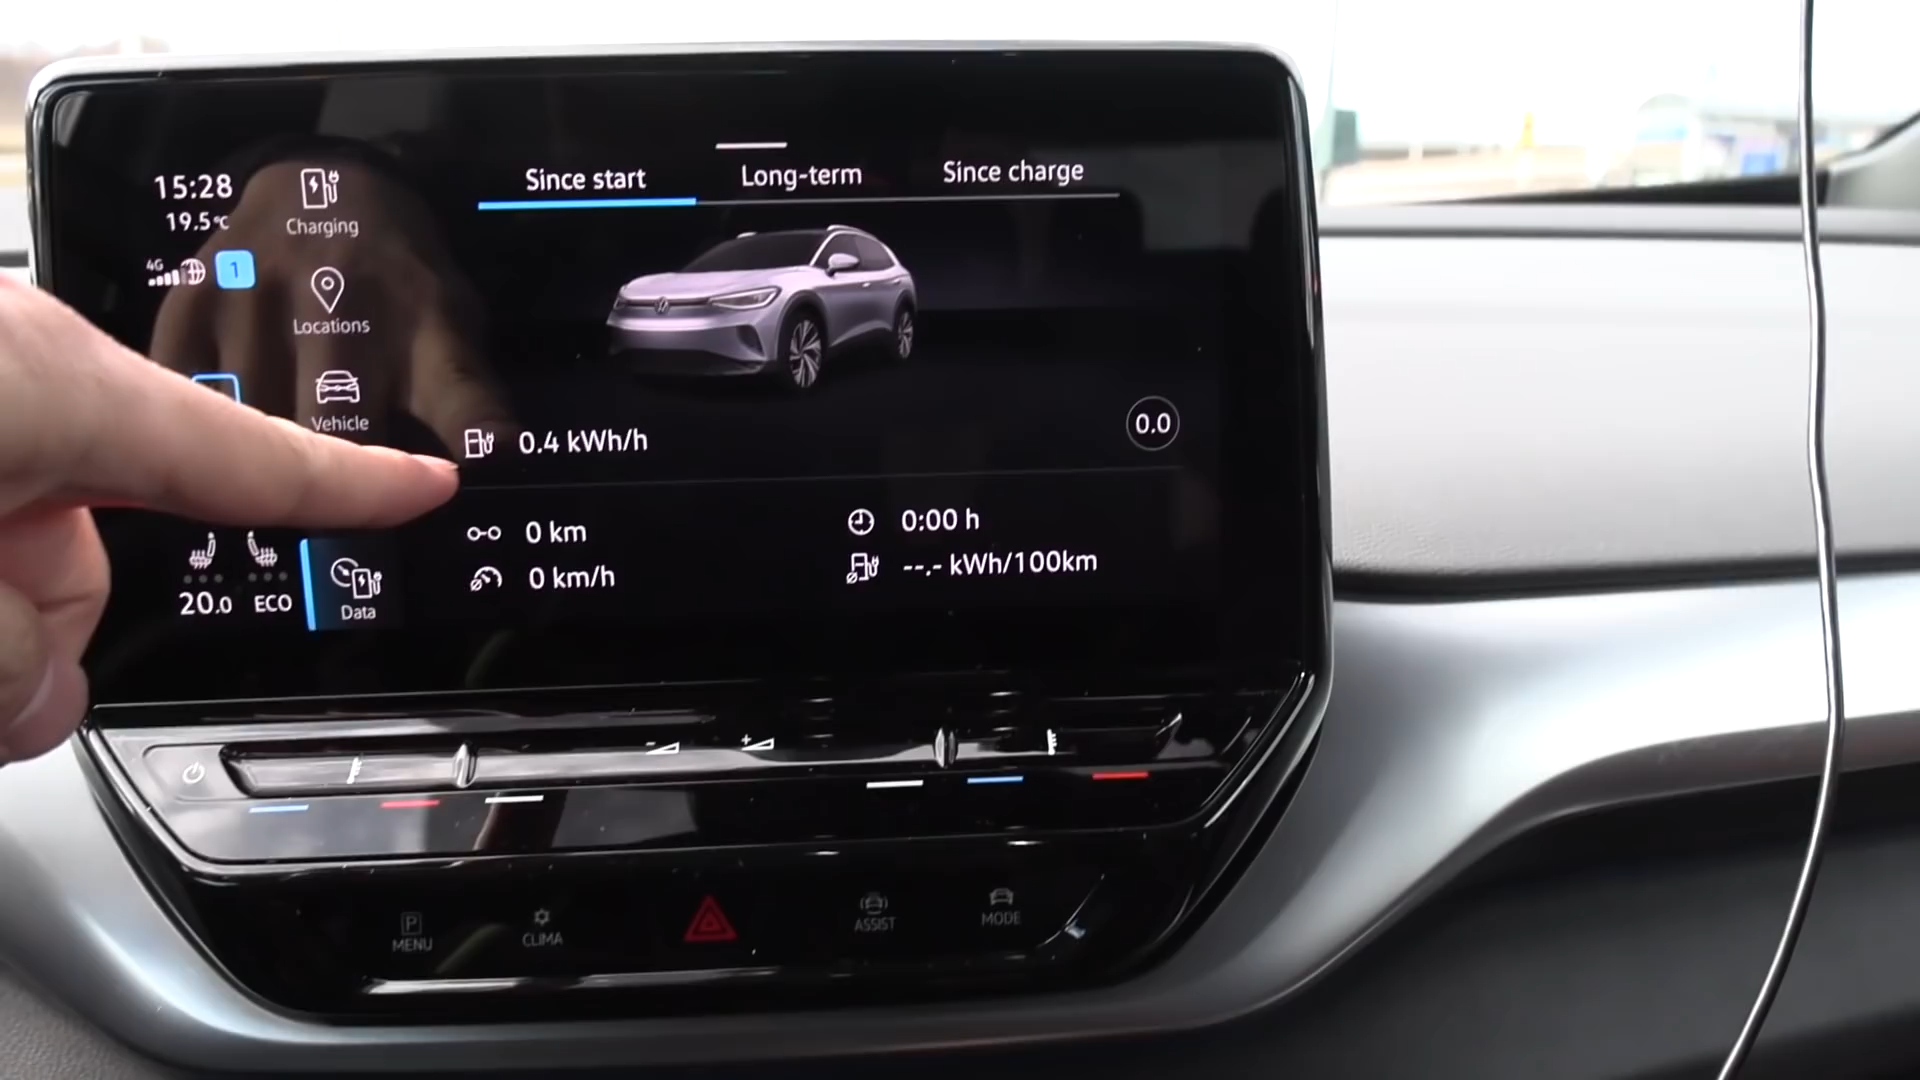 15:28
19.5°C
4G
1
Charging
Locations
Vehicle
20.0 ECO
Data
Since start Long-term Since charge
0.4 kWh/h
0.0
0 km
0:00 h
0 km/h
--.- kWh/100km
P
MENU
CLIMA
ASSIST
MODE